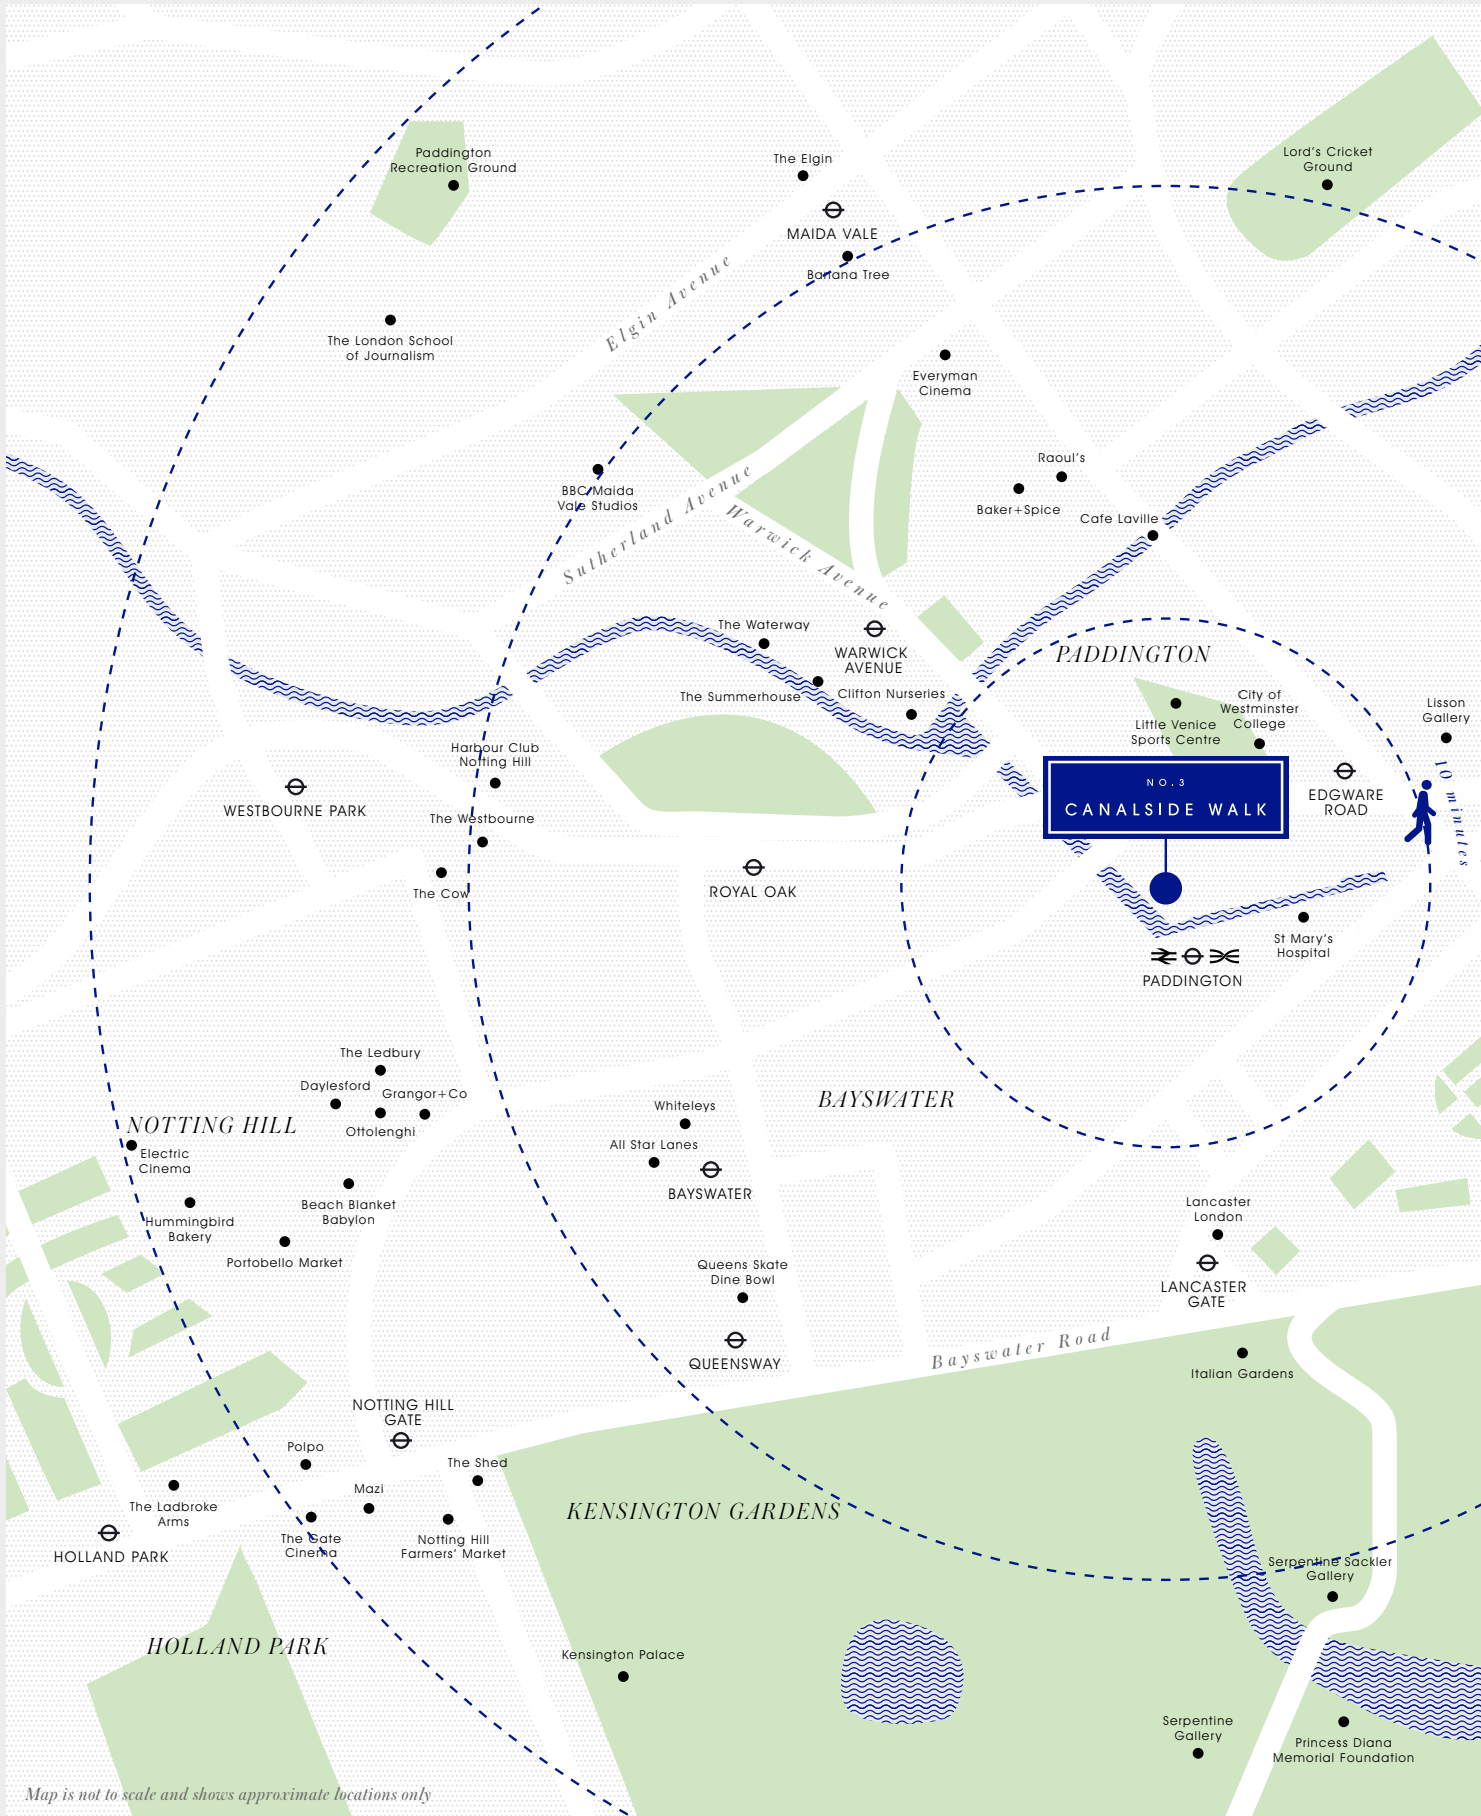 Paddington
Recreation Ground
The Elgin
Lord's Cricket
Ground
MAIDA VALE
Banana Tree
Elgin Avenue
The London School
of Journalism
Everyman
Cinema
Raoul's
Baker+Spice
BBC Maida
Vale Studios
Sutherland Avenue
Warwick Avenue
Cafe Laville
The Waterway
WARWICK
AVENUE
PADDINGTON
The Summerhouse
Clifton Nurseries
Little Venice
Sports Centre
City of
Westminster
College
Lisson
Gallery
Harbour Club
Notting Hill
WESTBOURNE PARK
The Westbourne
NO.3
CANALSIDE WALK
EDGWARE
ROAD
10 minutes
The Cow
ROYAL OAK
St Mary's
Hospital
PADDINGTON
The Ledbury
Daylesford
Grangor+Co
Ottolenghi
NOTTING HILL
Electric
Cinema
Whiteleys
All Star Lanes
BAYSWATER
BAYSWATER
Beach Blanket
Babylon
Hummingbird
Bakery
Portobello Market
Lancaster
London
LANCASTER
GATE
Queens Skate
Dine Bowl
QUEENSWAY
Bayswater Road
Italian Gardens
NOTTING HILL
GATE
Polpo
The Shed
Mazi
The Ladbroke
Arms
HOLLAND PARK
The Gate
Cinema
Notting Hill
Farmers' Market
KENSINGTON GARDENS
Serpentine Sackler
Gallery
HOLLAND PARK
Kensington Palace
Serpentine
Gallery
Princess Diana
Memorial Foundation
Map is not to scale and shows approximate locations only